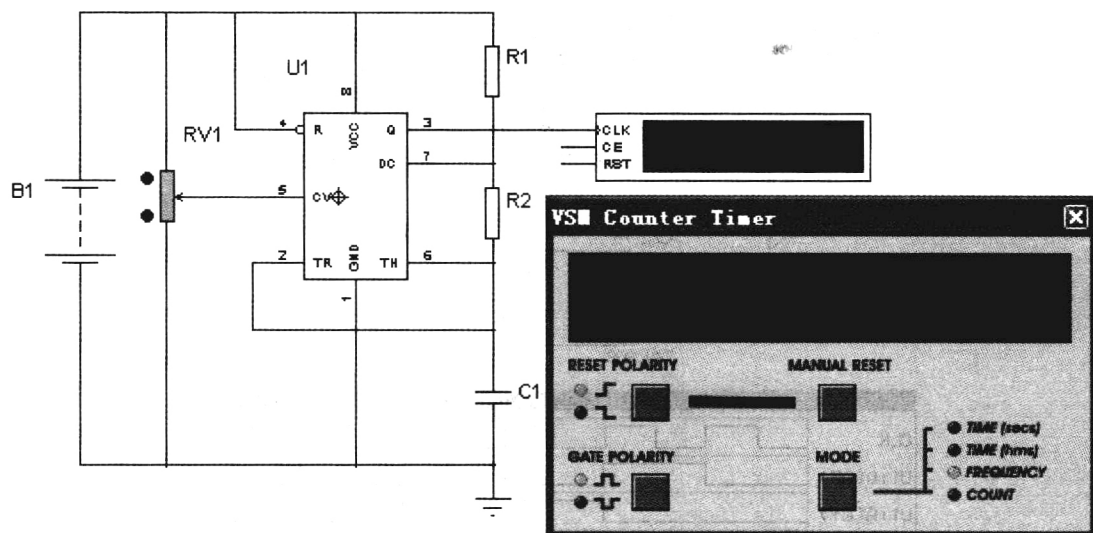 R1
U1
8
4
R
VCC
Q
3
CLK
CE
RST
RV1
DC
7
B1
5
CV
R2
2
TR
GND
TH
6
1
C1
VSM Counter Timer
RESET POLARITY
MANUAL RESET
GATE POLARITY
MODE
TIME (secs)
TIME (hms)
FREQUENCY
COUNT